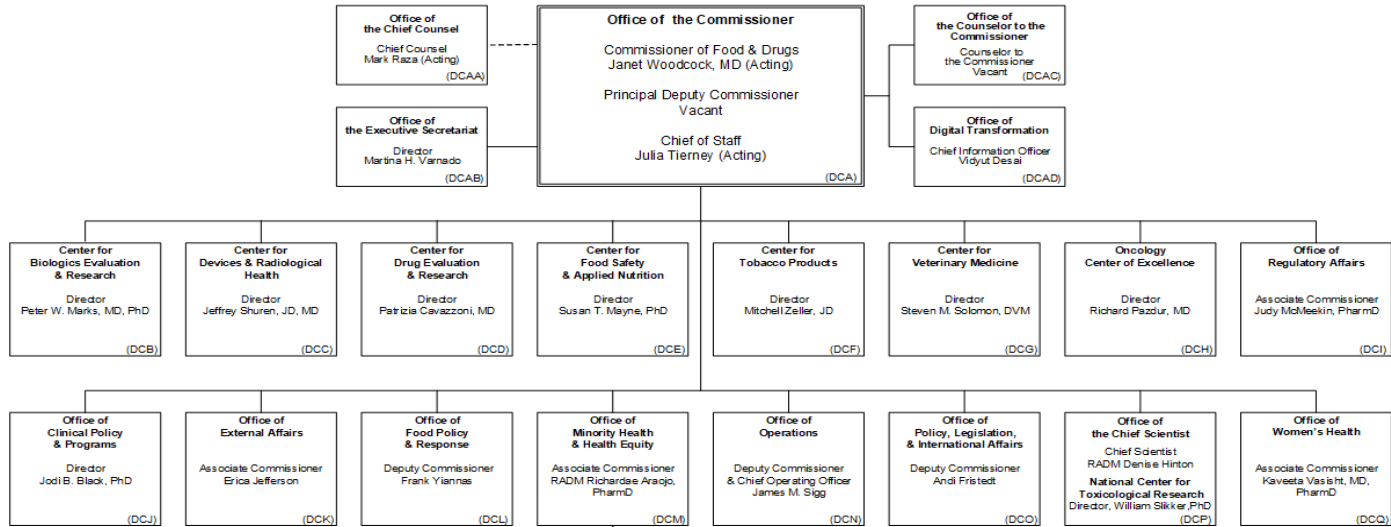 Office of
the Chief Counsel
Chief Counsel
Mark Raza (Acting)
(DCAA)
Office of
the Executive Secretariat
Director
Martina H. Varnado
(DCAB)
Office of the Commissioner
Commissioner of Food & Drugs
Janet Woodcock, MD (Acting)
Principal Deputy Commissioner
Vacant
Chief of Staff
Julia Tierney (Acting)
(DCA)
Office of
the Counselor to the
Commissioner
Counselor to
the Commissioner
Vacant
(DCAC)
Office of
Digital Transformation
Chief Information Officer
Vidyut Desai
(DCAD)
Center for
Biologics Evaluation
& Research
Director
Peter W. Marks, MD, PhD
(DCB)
Center for
Devices & Radiological
Health
Director
Jeffrey Shuren, JD, MD
(DCC)
Center for
Drug Evaluation
& Research
Director
Patrizia Cavazzoni, MD
(DCD)
Center for
Food Safety
& Applied Nutrition
Director
Susan T. Mayne, PhD
(DCE)
Center for
Tobacco Products
Director
Mitchell Zeller, JD
(DCF)
Center for
Veterinary Medicine
Director
Steven M. Solomon, DVM
(DCG)
Oncology
Center of Excellence
Director
Richard Pazdur, MD
(DCH)
Office of
Regulatory Affairs
Associate Commissioner
Judy McMeekin, PharmD
(DCI)
Office of
Clinical Policy
& Programs
Director
Jodi B. Black, PhD
(DCJ)
Office of
External Affairs
Associate Commissioner
Erica Jefferson
(DCK)
Office of
Food Policy
& Response
Deputy Commissioner
Frank Yiannas
(DCL)
Office of
Minority Health
& Health Equity
Associate Commissioner
RADM Richardae Araojo,
PharmD
(DCM)
Office of
Operations
Deputy Commissioner
& Chief Operating Officer
James M. Sigg
(DCN)
Office of
Policy, Legislation,
& International Affairs
Deputy Commissioner
Andi Fristedt
(DCO)
Office of
the Chief Scientist
Chief Scientist
RADM Denise Hinton
National Center for
Toxicological Research
Director, William Slikker,PhD
(DCP)
Office of
Women's Health
Associate Commissioner
Kaveeta Vasisht, MD,
PharmD
(DCQ)